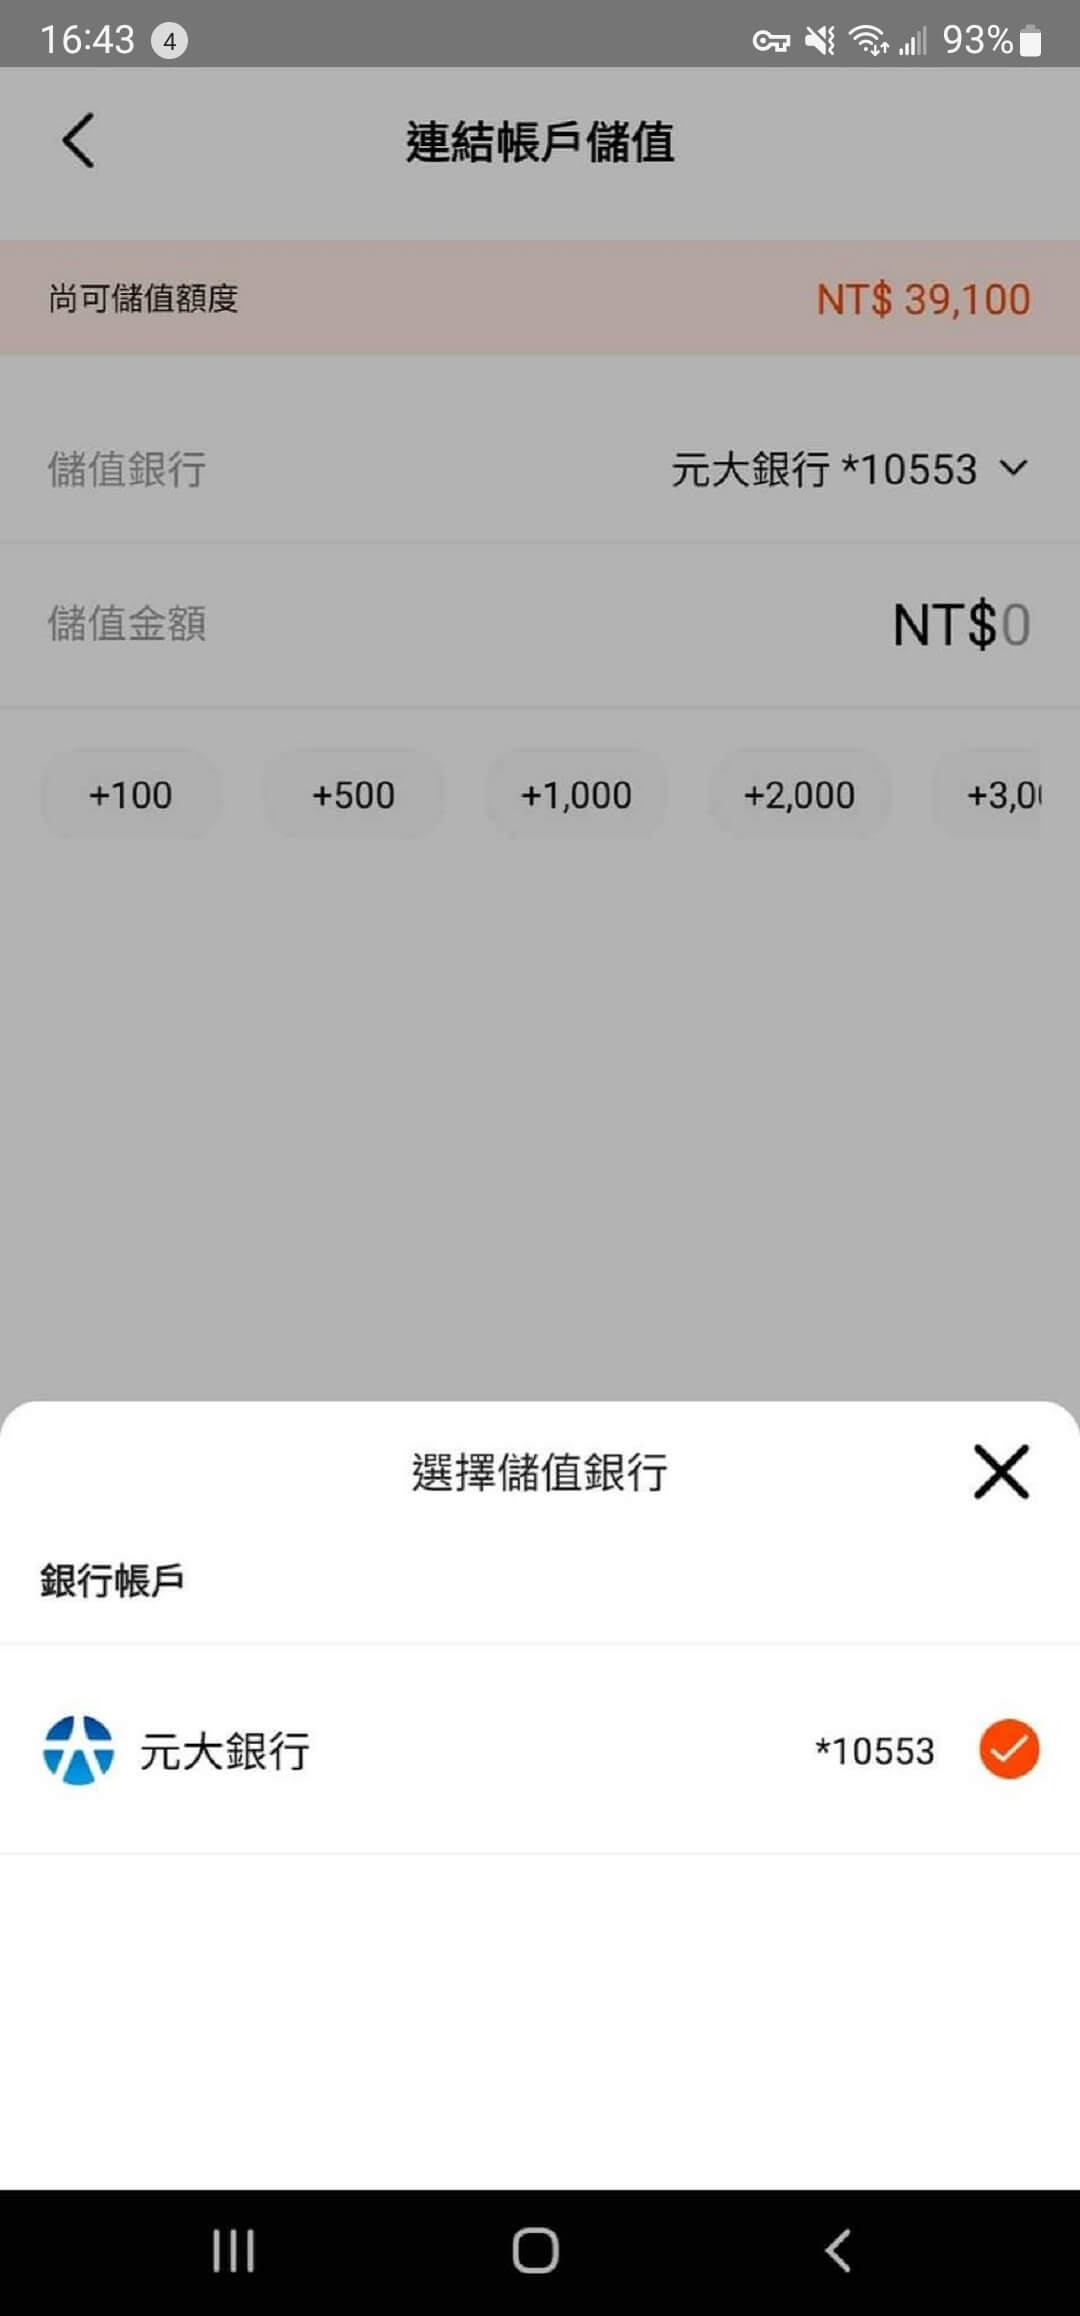 16:43 4 93%
連結帳戶儲值
尚可儲值額度 NT$ 39,100
儲值銀行 元大銀行 *10553
儲值金額 NT$0
+100 +500 +1,000 +2,000 +3,0
選擇儲值銀行
銀行帳戶
元大銀行 *10553